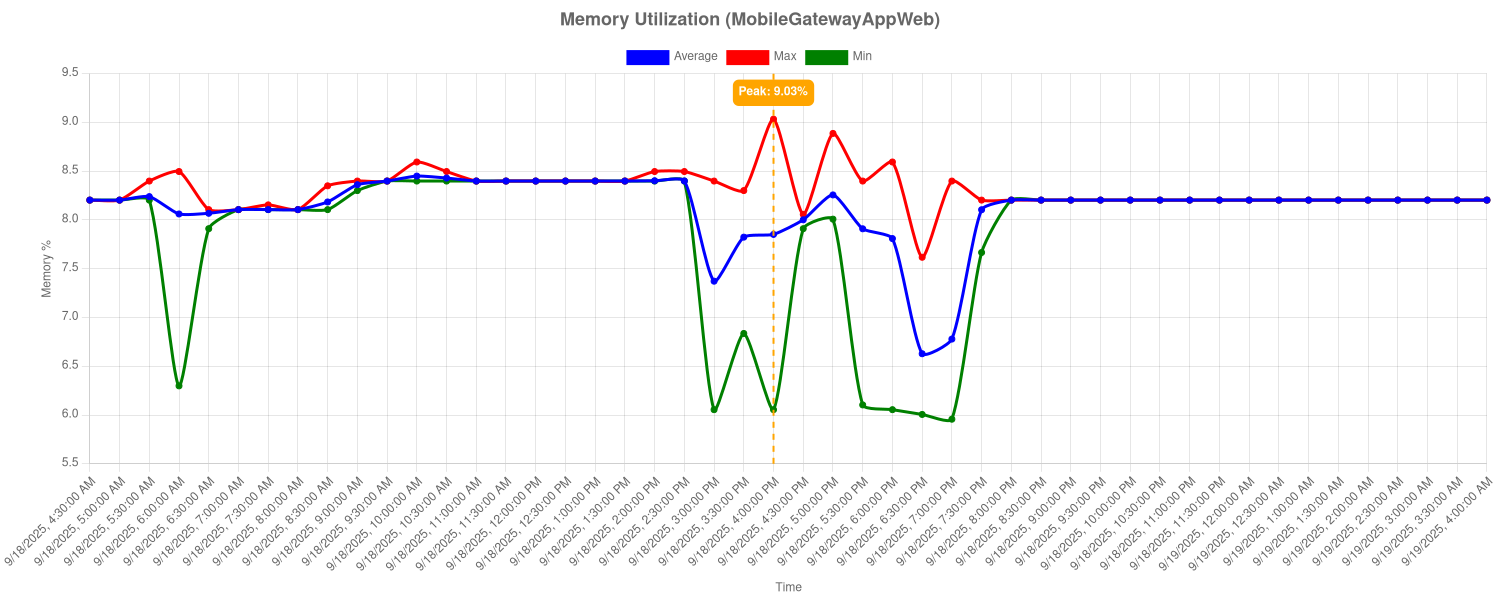 Memory Utilization (MobileGatewayAppWeb)
Average Max Min
Peak: 9.03%
9.5
9.0
8.5
8.0
7.5
7.0
6.5
6.0
5.5
Memory %
9/18/2025, 4:30:00 AM
9/18/2025, 5:00:00 AM
9/18/2025, 5:30:00 AM
9/18/2025, 6:00:00 AM
9/18/2025, 6:30:00 AM
9/18/2025, 7:00:00 AM
9/18/2025, 7:30:00 AM
9/18/2025, 8:00:00 AM
9/18/2025, 8:30:00 AM
9/18/2025, 9:00:00 AM
9/18/2025, 9:30:00 AM
9/18/2025, 10:00:00 AM
9/18/2025, 10:30:00 AM
9/18/2025, 11:00:00 AM
9/18/2025, 11:30:00 AM
9/18/2025, 12:00:00 PM
9/18/2025, 12:30:00 PM
9/18/2025, 1:00:00 PM
9/18/2025, 1:30:00 PM
9/18/2025, 2:00:00 PM
9/18/2025, 2:30:00 PM
9/18/2025, 3:00:00 PM
9/18/2025, 3:30:00 PM
9/18/2025, 4:00:00 PM
9/18/2025, 4:30:00 PM
9/18/2025, 5:00:00 PM
9/18/2025, 5:30:00 PM
9/18/2025, 6:00:00 PM
9/18/2025, 6:30:00 PM
9/18/2025, 7:00:00 PM
9/18/2025, 7:30:00 PM
9/18/2025, 8:00:00 PM
9/18/2025, 8:30:00 PM
9/18/2025, 9:00:00 PM
9/18/2025, 9:30:00 PM
9/18/2025, 10:00:00 PM
9/18/2025, 10:30:00 PM
9/18/2025, 11:00:00 PM
9/18/2025, 11:30:00 PM
9/19/2025, 12:00:00 AM
9/19/2025, 12:30:00 AM
9/19/2025, 1:00:00 AM
9/19/2025, 1:30:00 AM
9/19/2025, 2:00:00 AM
9/19/2025, 2:30:00 AM
9/19/2025, 3:00:00 AM
9/19/2025, 3:30:00 AM
9/19/2025, 4:00:00 AM
Time